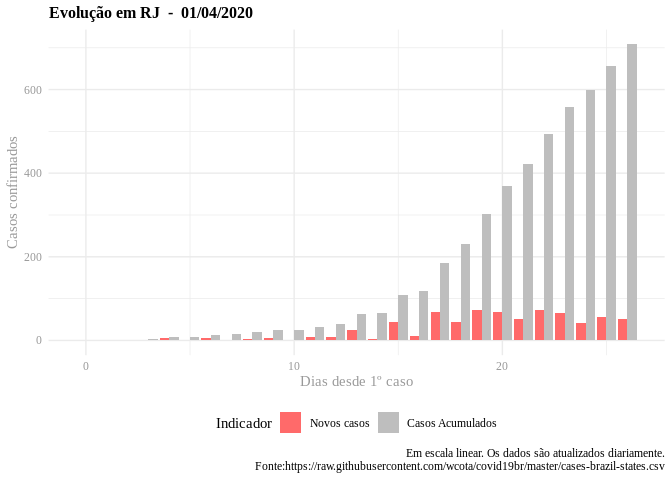 Evolução em RJ - 01/04/2020
Casos confirmados
600
400
200
0
0 10 20
Dias desde 1º caso
Indicador Novos casos Casos Acumulados
Em escala linear. Os dados são atualizados diariamente.
Fonte:https://raw.githubusercontent.com/wcota/covid19br/master/cases-brazil-states.csv